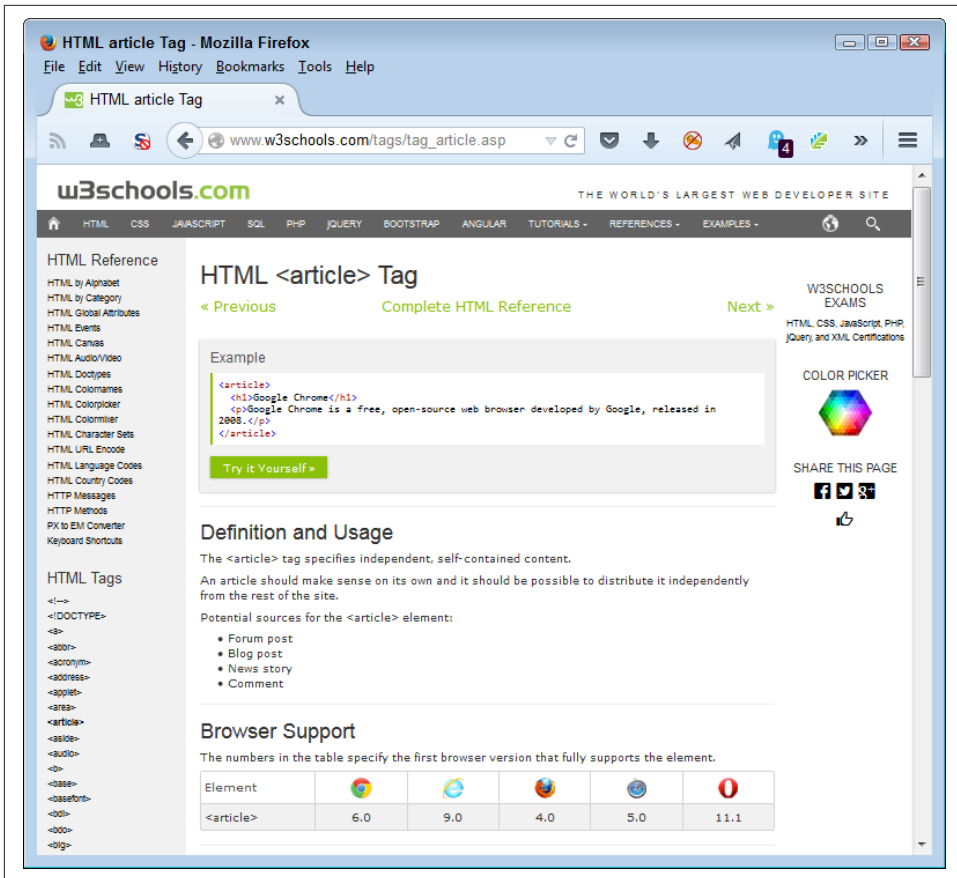 HTML article Tag - Mozilla Firefox
File Edit View History Bookmarks Tools Help
HTML article Tag
www.w3schools.com/tags/tag_article.asp
4
w3schools.com
THE WORLD'S LARGEST WEB DEVELOPER SITE
HTML CSS JAVASCRIPT SQL PHP JQUERY BOOTSTRAP ANGULAR TUTORIALS REFERENCES EXAMPLES
HTML Reference
HTML by Alphabet
HTML by Category
HTML Global Attributes
HTML Events
HTML Canvas
HTML Audio/Video
HTML Doctypes
HTML Colornames
HTML Colorpicker
HTML Colormixer
HTML Character Sets
HTML URL Encode
HTML Language Codes
HTML Country Codes
HTTP Messages
HTTP Methods
PX to EM Converter
Keyboard Shortcuts
HTML Tags
<!-->
<!DOCTYPE>
<a>
<abbr>
<acronym>
<address>
<applet>
<area>
<article>
<aside>
<audio>
<b>
<base>
<basefont>
<bdi>
<bdo>
<big>
HTML <article> Tag
« Previous Complete HTML Reference Next »
Example
<article>
<h1>Google Chrome</h1>
<p>Google Chrome is a free, open-source web browser developed by Google, released in
2008.</p>
</article>
Try it Yourself »
Definition and Usage
The <article> tag specifies independent, self-contained content.
An article should make sense on its own and it should be possible to distribute it independently
from the rest of the site.
Potential sources for the <article> element:
• Forum post
• Blog post
• News story
• Comment
Browser Support
The numbers in the table specify the first browser version that fully supports the element.
Element
<article> 6.0 9.0 4.0 5.0 11.1
W3SCHOOLS
EXAMS
HTML, CSS, JavaScript, PHP,
jQuery, and XML Certifications
COLOR PICKER
SHARE THIS PAGE